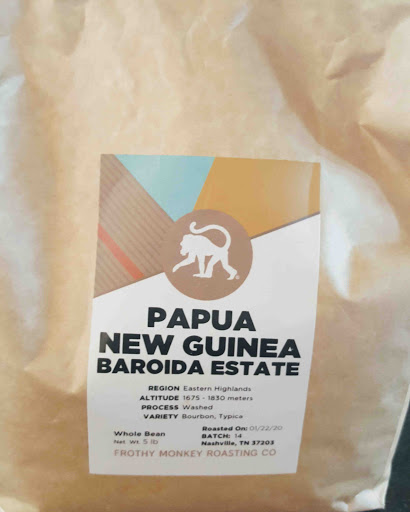 PAPUA
NEW GUINEA
BAROIDA ESTATE
REGION Eastern Highlands
ALTITUDE 1675 - 1830 meters
PROCESS Washed
VARIETY Bourbon, Typica
Whole Bean
Net Wt. 5 lb
Roasted On: 01/22/20
BATCH: 14
Nashville, TN 37203
FROTHY MONKEY ROASTING CO